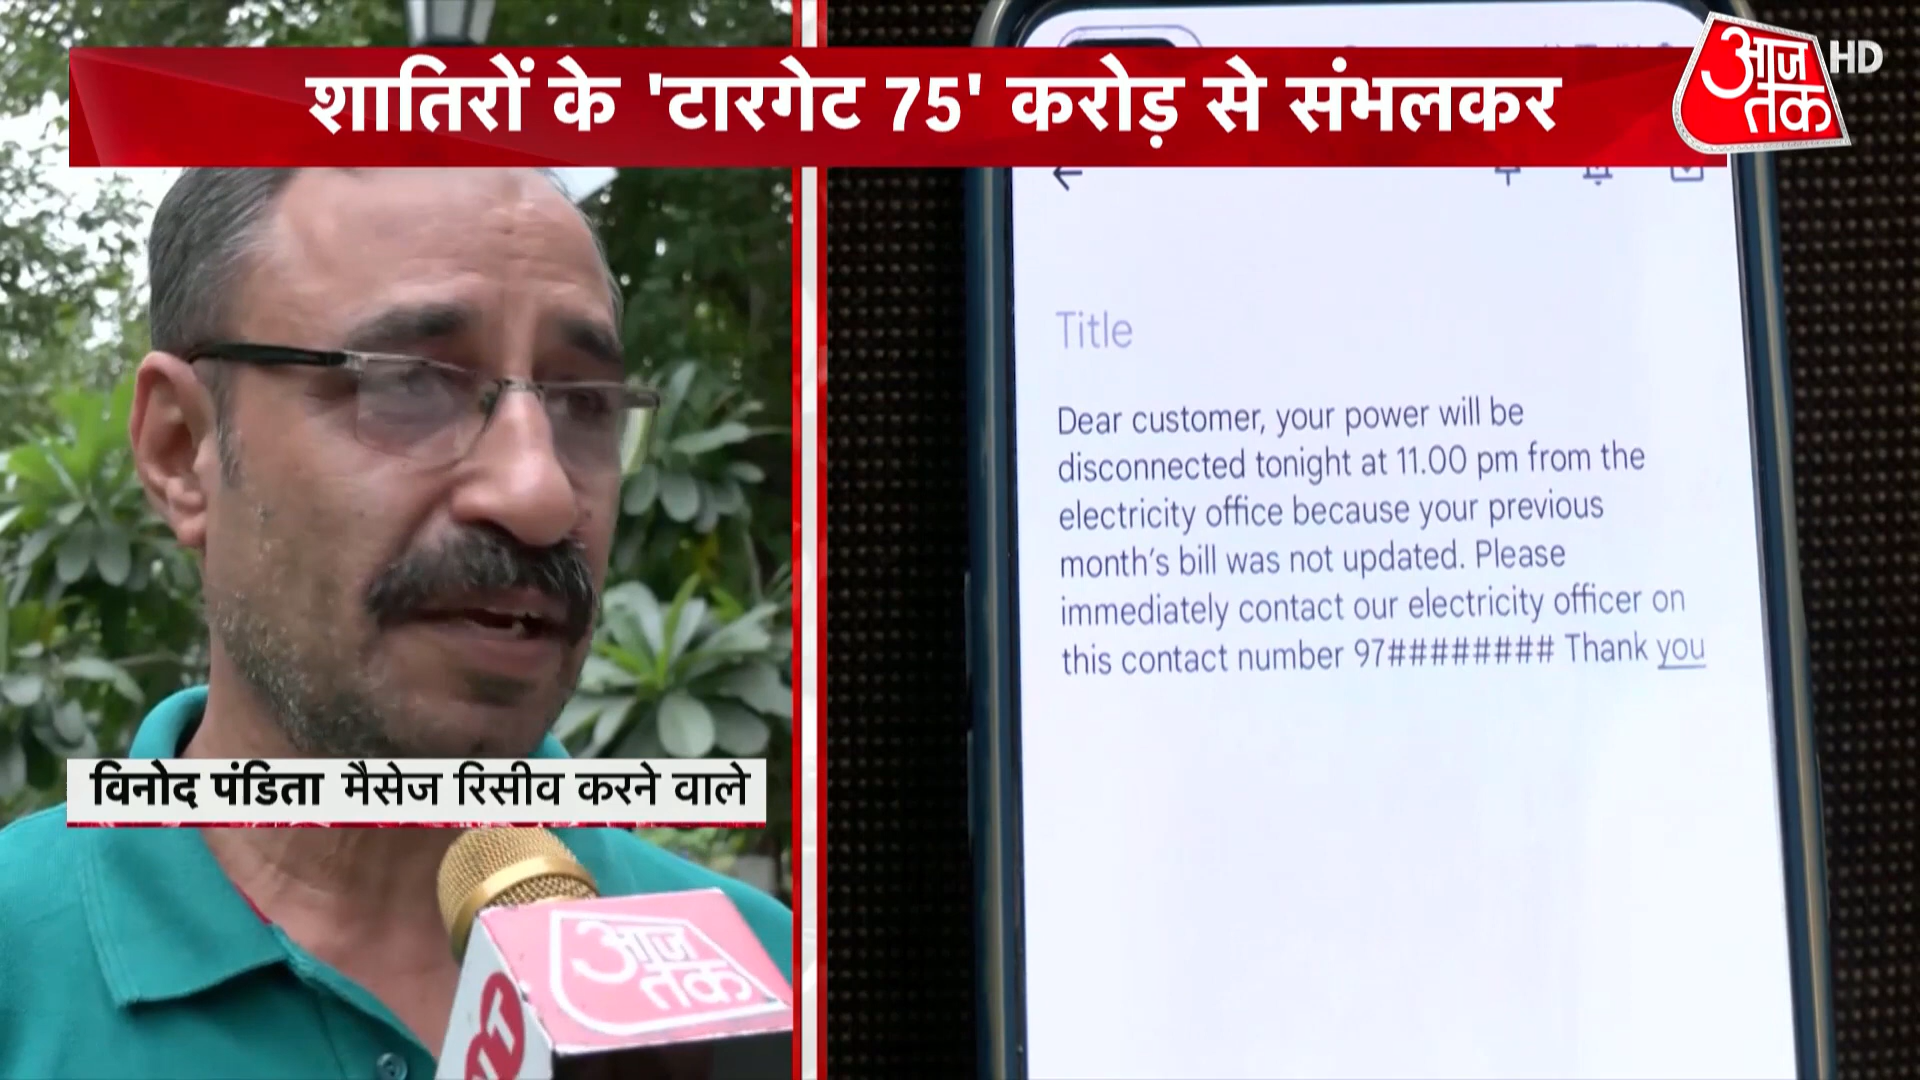 शातिरों के 'टारगेट 75' करोड़ से संभलकर
आज
तक
HD
Title
Dear customer, your power will be
disconnected tonight at 11.00 pm from the
electricity office because your previous
month's bill was not updated. Please
immediately contact our electricity officer on
this contact number 97######## Thank you
विनोद पंडिता मैसेज रिसीव करने वाले
आज
तक